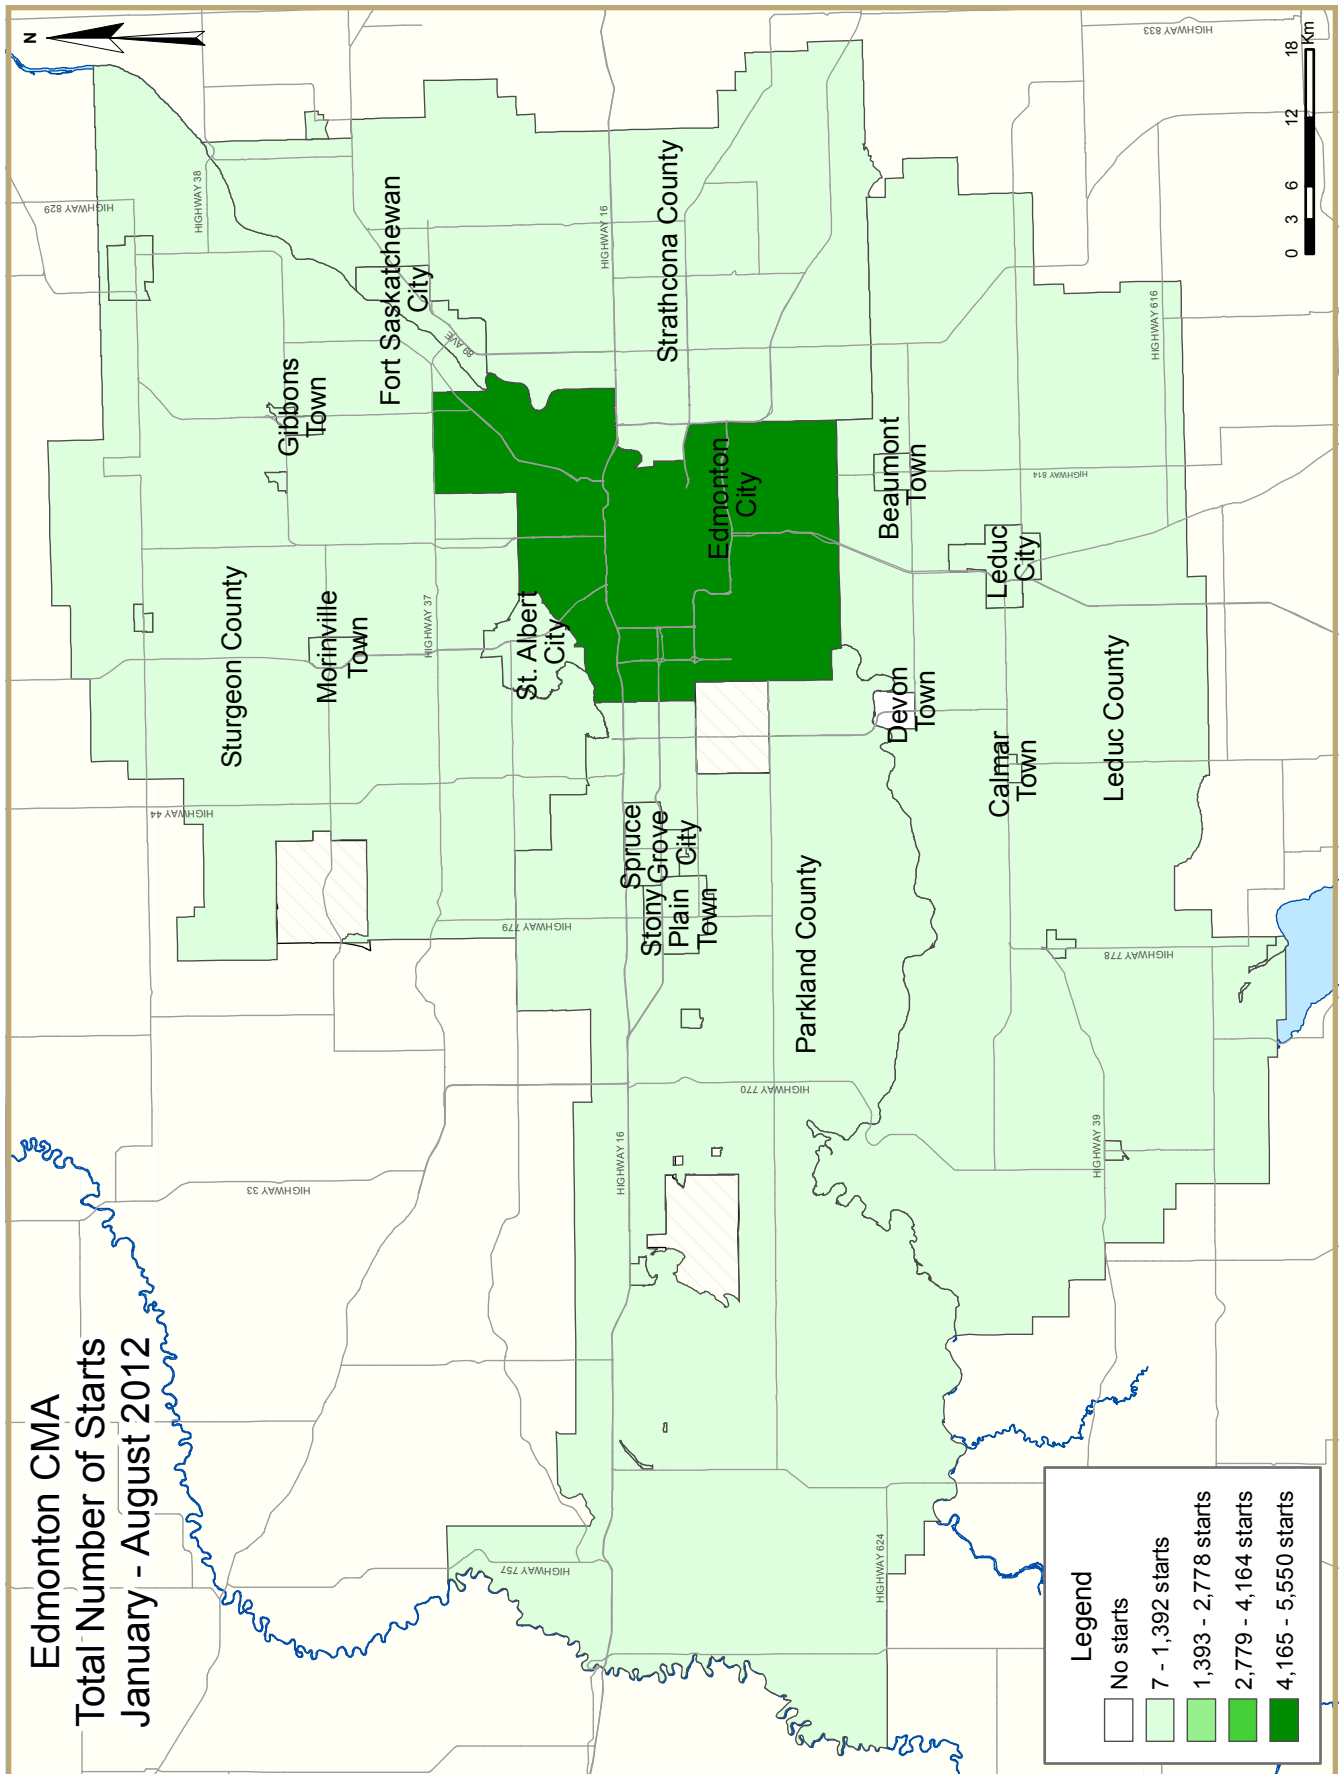 Edmonton CMA
Total Number of Starts
January - August 2012
N
HIGHWAY 829
HIGHWAY 38
HIGHWAY 833
HIGHWAY 44
HIGHWAY 37
HIGHWAY 16
HIGHWAY 779
HIGHWAY 33
HIGHWAY 757
HIGHWAY 16
HIGHWAY 770
HIGHWAY 624
HIGHWAY 39
HIGHWAY 778
HIGHWAY 814
HIGHWAY 616
89 AVE
Sturgeon County
Gibbons
Town
Morinville
Town
Fort Saskatchewan
City
St. Albert
City
Strathcona County
Edmonton
City
Spruce
Grove
City
Stony
Plain
Town
Parkland County
Beaumont
Town
Devon
Town
Leduc
City
Calmar
Town
Leduc County
Legend
No starts
7 - 1,392 starts
1,393 - 2,778 starts
2,779 - 4,164 starts
4,165 - 5,550 starts
0 3 6 12 18
Km